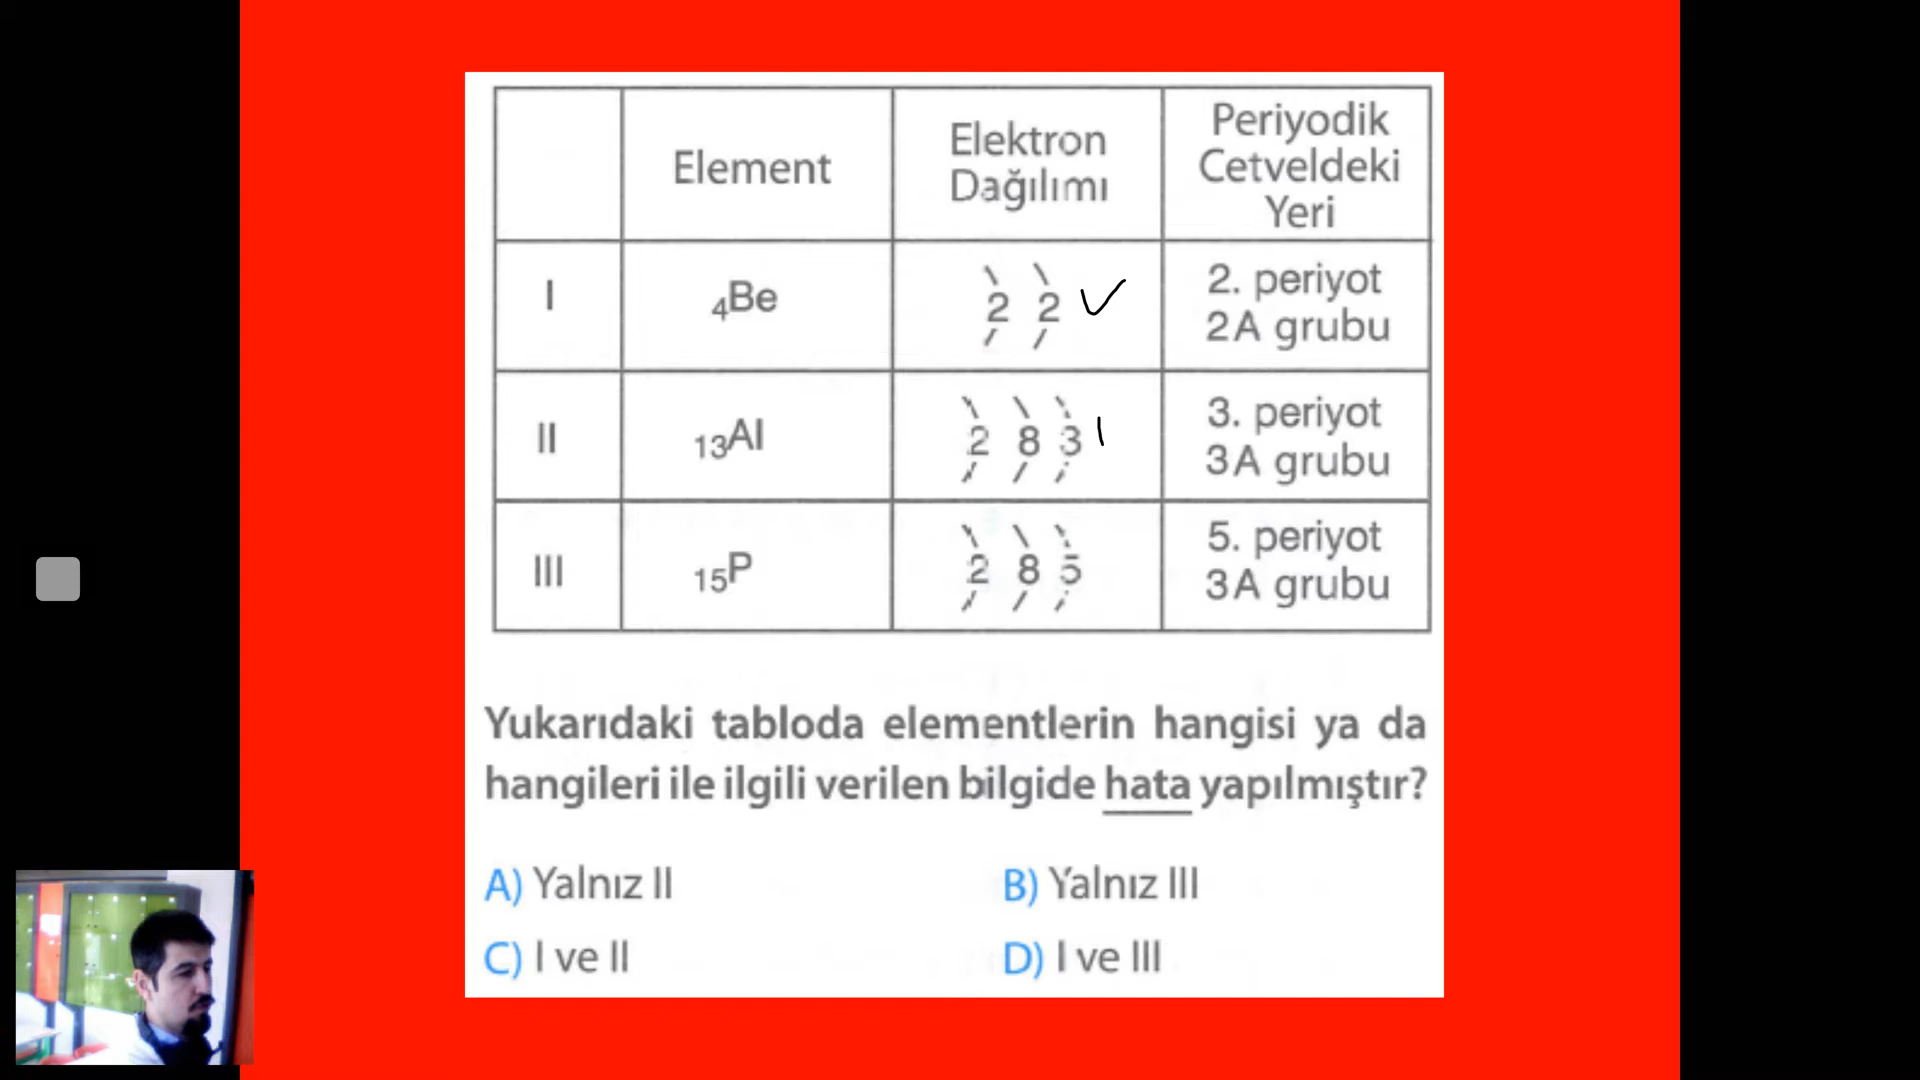 Element
Elektron
Dağılımı
Periyodik
Cetveldeki
Yeri
I
4Be
2 2
2. periyot
2A grubu
II
13Al
2 8 3
3. periyot
3A grubu
III
15P
2 8 5
5. periyot
3A grubu
Yukarıdaki tabloda elementlerin hangisi ya da
hangileri ile ilgili verilen bilgide hata yapılmıştır?
A) Yalnız II
B) Yalnız III
C) I ve II
D) I ve III